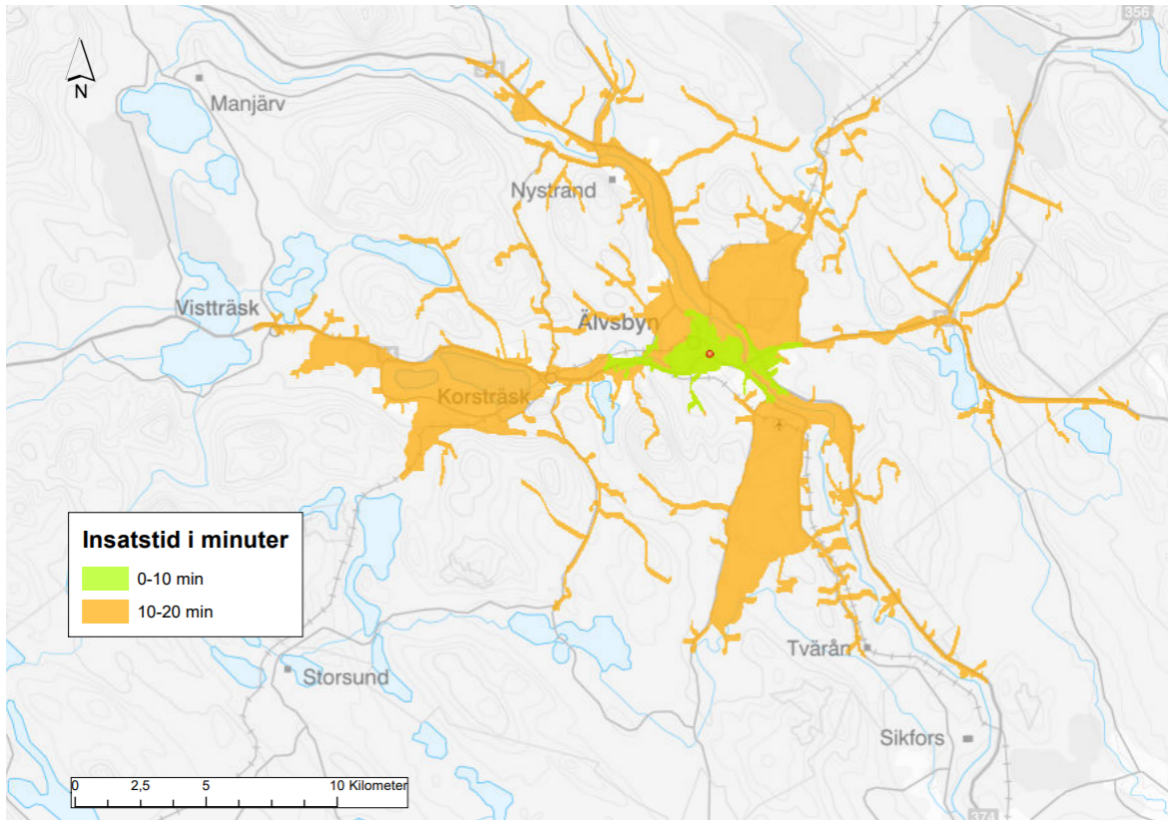 356
N
Manjärv
Nystrand
Vistträsk
Älvsbyn
Korsträsk
Insatstid i minuter
0-10 min
10-20 min
Tvärån
Storsund
Sikfors
0 2,5 5 10 Kilometer
374